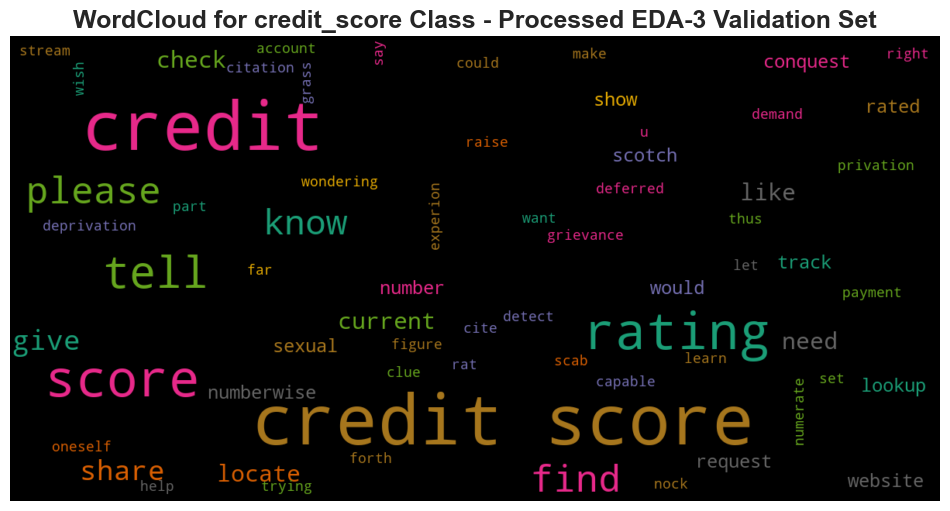 WordCloud for credit_score Class - Processed EDA-3 Validation Set
stream
account
say
check
citation
could
make
conquest
right
wish
grass
credit
show
demand
rated
raise
u
scotch
privation
please
wondering
deferred
like
part
experion
know
want
thus
deprivation
grievance
tell
far
let
track
number
would
payment
current
detect
cite
rating
give
sexual
figure
need
rat
scab
learn
clue
capable
set
score
numberwise
lookup
credit score
numerate
oneself
forth
request
share
locate
find
help
trying
nock
website